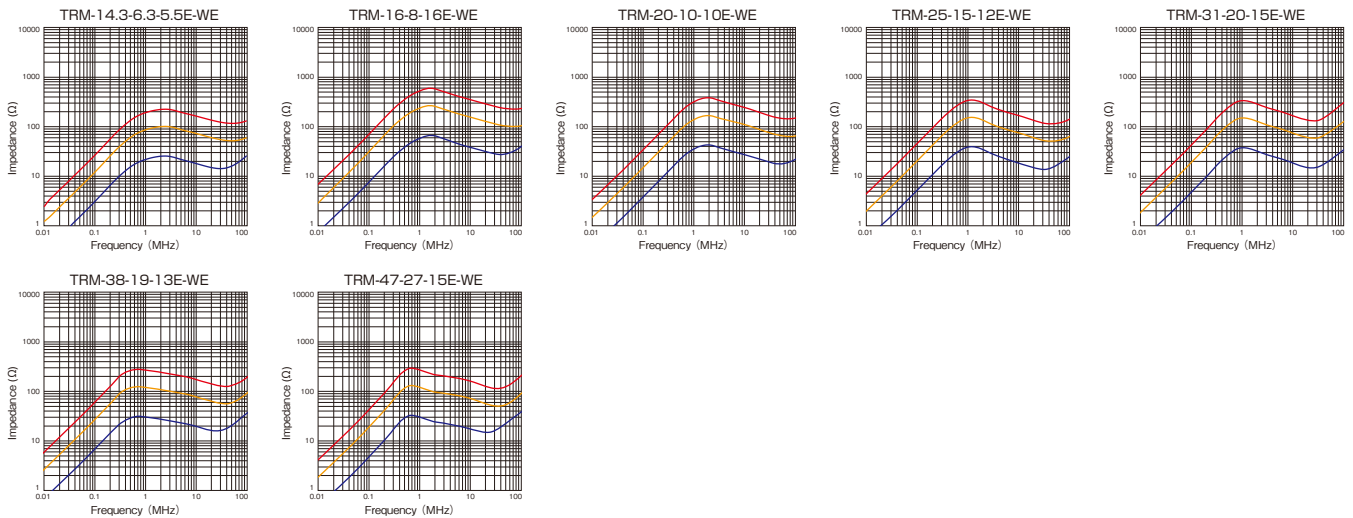 TRM-14.3-6.3-5.5E-WE
10000
1000
100
10
1
Impedance (Ω)
0.01 0.1 1 10 100
Frequency (MHz)
TRM-16-8-16E-WE
10000
1000
100
10
1
Impedance (Ω)
0.01 0.1 1 10 100
Frequency (MHz)
TRM-20-10-10E-WE
10000
1000
100
10
1
Impedance (Ω)
0.01 0.1 1 10 100
Frequency (MHz)
TRM-25-15-12E-WE
10000
1000
100
10
1
Impedance (Ω)
0.01 0.1 1 10 100
Frequency (MHz)
TRM-31-20-15E-WE
10000
1000
100
10
1
Impedance (Ω)
0.01 0.1 1 10 100
Frequency (MHz)
TRM-38-19-13E-WE
10000
1000
100
10
1
Impedance (Ω)
0.01 0.1 1 10 100
Frequency (MHz)
TRM-47-27-15E-WE
10000
1000
100
10
1
Impedance (Ω)
0.01 0.1 1 10 100
Frequency (MHz)